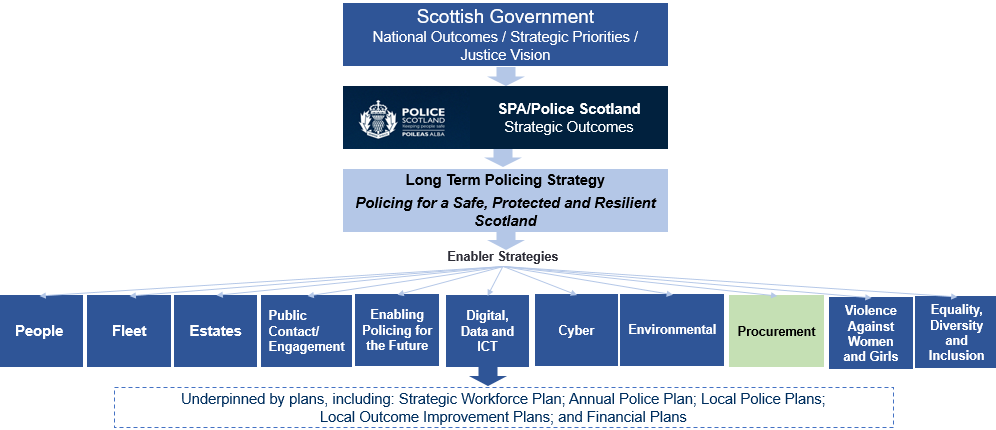 Scottish Government
National Outcomes / Strategic Priorities /
Justice Vision
POLICE
SCOTLAND
Keeping people safe
POILEAS ALBA
SPA/Police Scotland
Strategic Outcomes
Long Term Policing Strategy
Policing for a Safe, Protected and Resilient
Scotland
Enabler Strategies
People
Fleet
Estates
Public
Contact/
Engagement
Enabling
Policing for
the Future
Digital,
Data and
ICT
Cyber
Environmental
Procurement
Violence
Against
Women
and Girls
Equality,
Diversity
and
Inclusion
Underpinned by plans, including: Strategic Workforce Plan; Annual Police Plan; Local Police Plans;
Local Outcome Improvement Plans; and Financial Plans